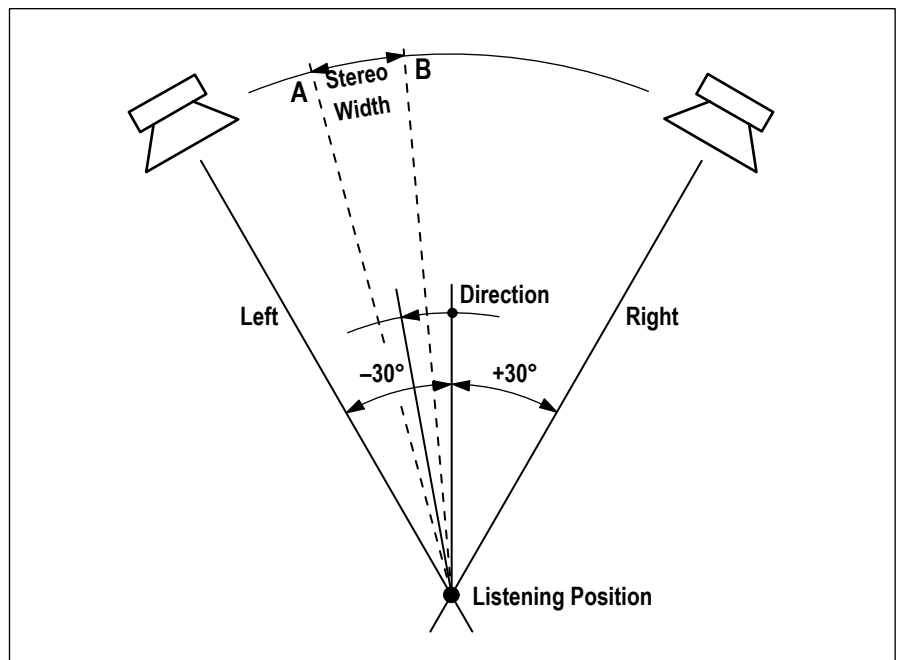 A
Stereo
Width
B
Direction
Left
Right
–30°
+30°
Listening Position